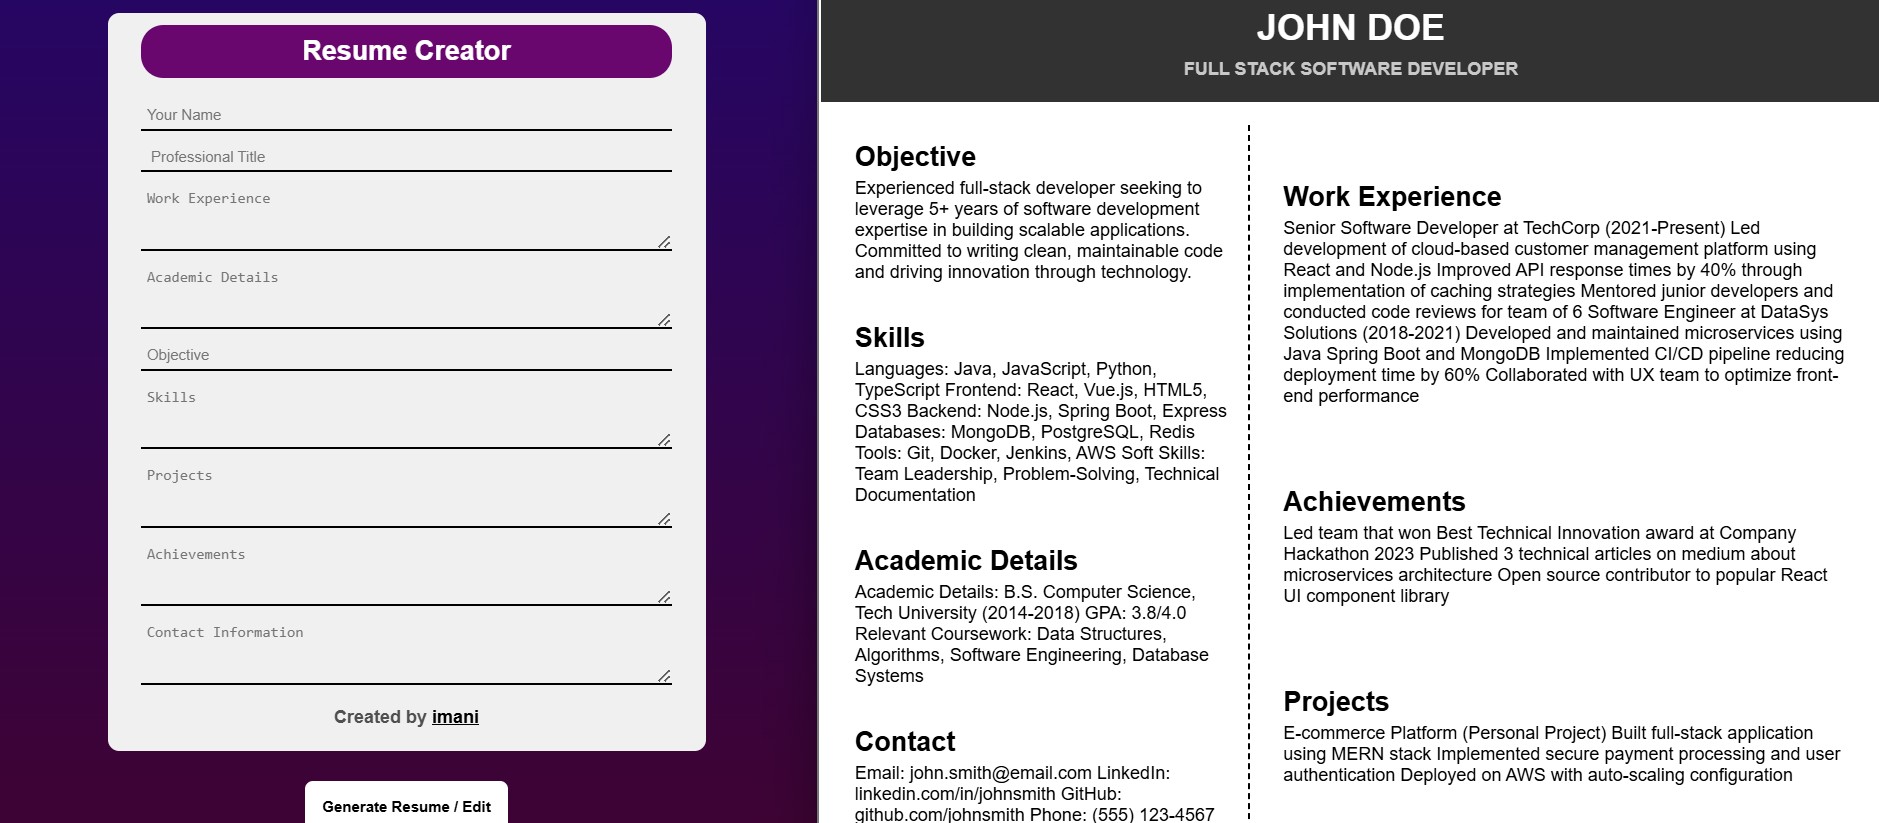 Resume Creator
Your Name
Professional Title
Work Experience
Academic Details
Objective
Skills
Projects
Achievements
Contact Information
Created by imani
Generate Resume / Edit
JOHN DOE
FULL STACK SOFTWARE DEVELOPER
Objective
Experienced full-stack developer seeking to
leverage 5+ years of software development
expertise in building scalable applications.
Committed to writing clean, maintainable code
and driving innovation through technology.
Skills
Languages: Java, JavaScript, Python,
TypeScript Frontend: React, Vue.js, HTML5,
CSS3 Backend: Node.js, Spring Boot, Express
Databases: MongoDB, PostgreSQL, Redis
Tools: Git, Docker, Jenkins, AWS Soft Skills:
Team Leadership, Problem-Solving, Technical
Documentation
Academic Details
Academic Details: B.S. Computer Science,
Tech University (2014-2018) GPA: 3.8/4.0
Relevant Coursework: Data Structures,
Algorithms, Software Engineering, Database
Systems
Contact
Email: john.smith@email.com LinkedIn:
linkedin.com/in/johnsmith GitHub:
github.com/johnsmith Phone: (555) 123-4567
Work Experience
Senior Software Developer at TechCorp (2021-Present) Led
development of cloud-based customer management platform using
React and Node.js Improved API response times by 40% through
implementation of caching strategies Mentored junior developers and
conducted code reviews for team of 6 Software Engineer at DataSys
Solutions (2018-2021) Developed and maintained microservices using
Java Spring Boot and MongoDB Implemented CI/CD pipeline reducing
deployment time by 60% Collaborated with UX team to optimize front-
end performance
Achievements
Led team that won Best Technical Innovation award at Company
Hackathon 2023 Published 3 technical articles on medium about
microservices architecture Open source contributor to popular React
UI component library
Projects
E-commerce Platform (Personal Project) Built full-stack application
using MERN stack Implemented secure payment processing and user
authentication Deployed on AWS with auto-scaling configuration